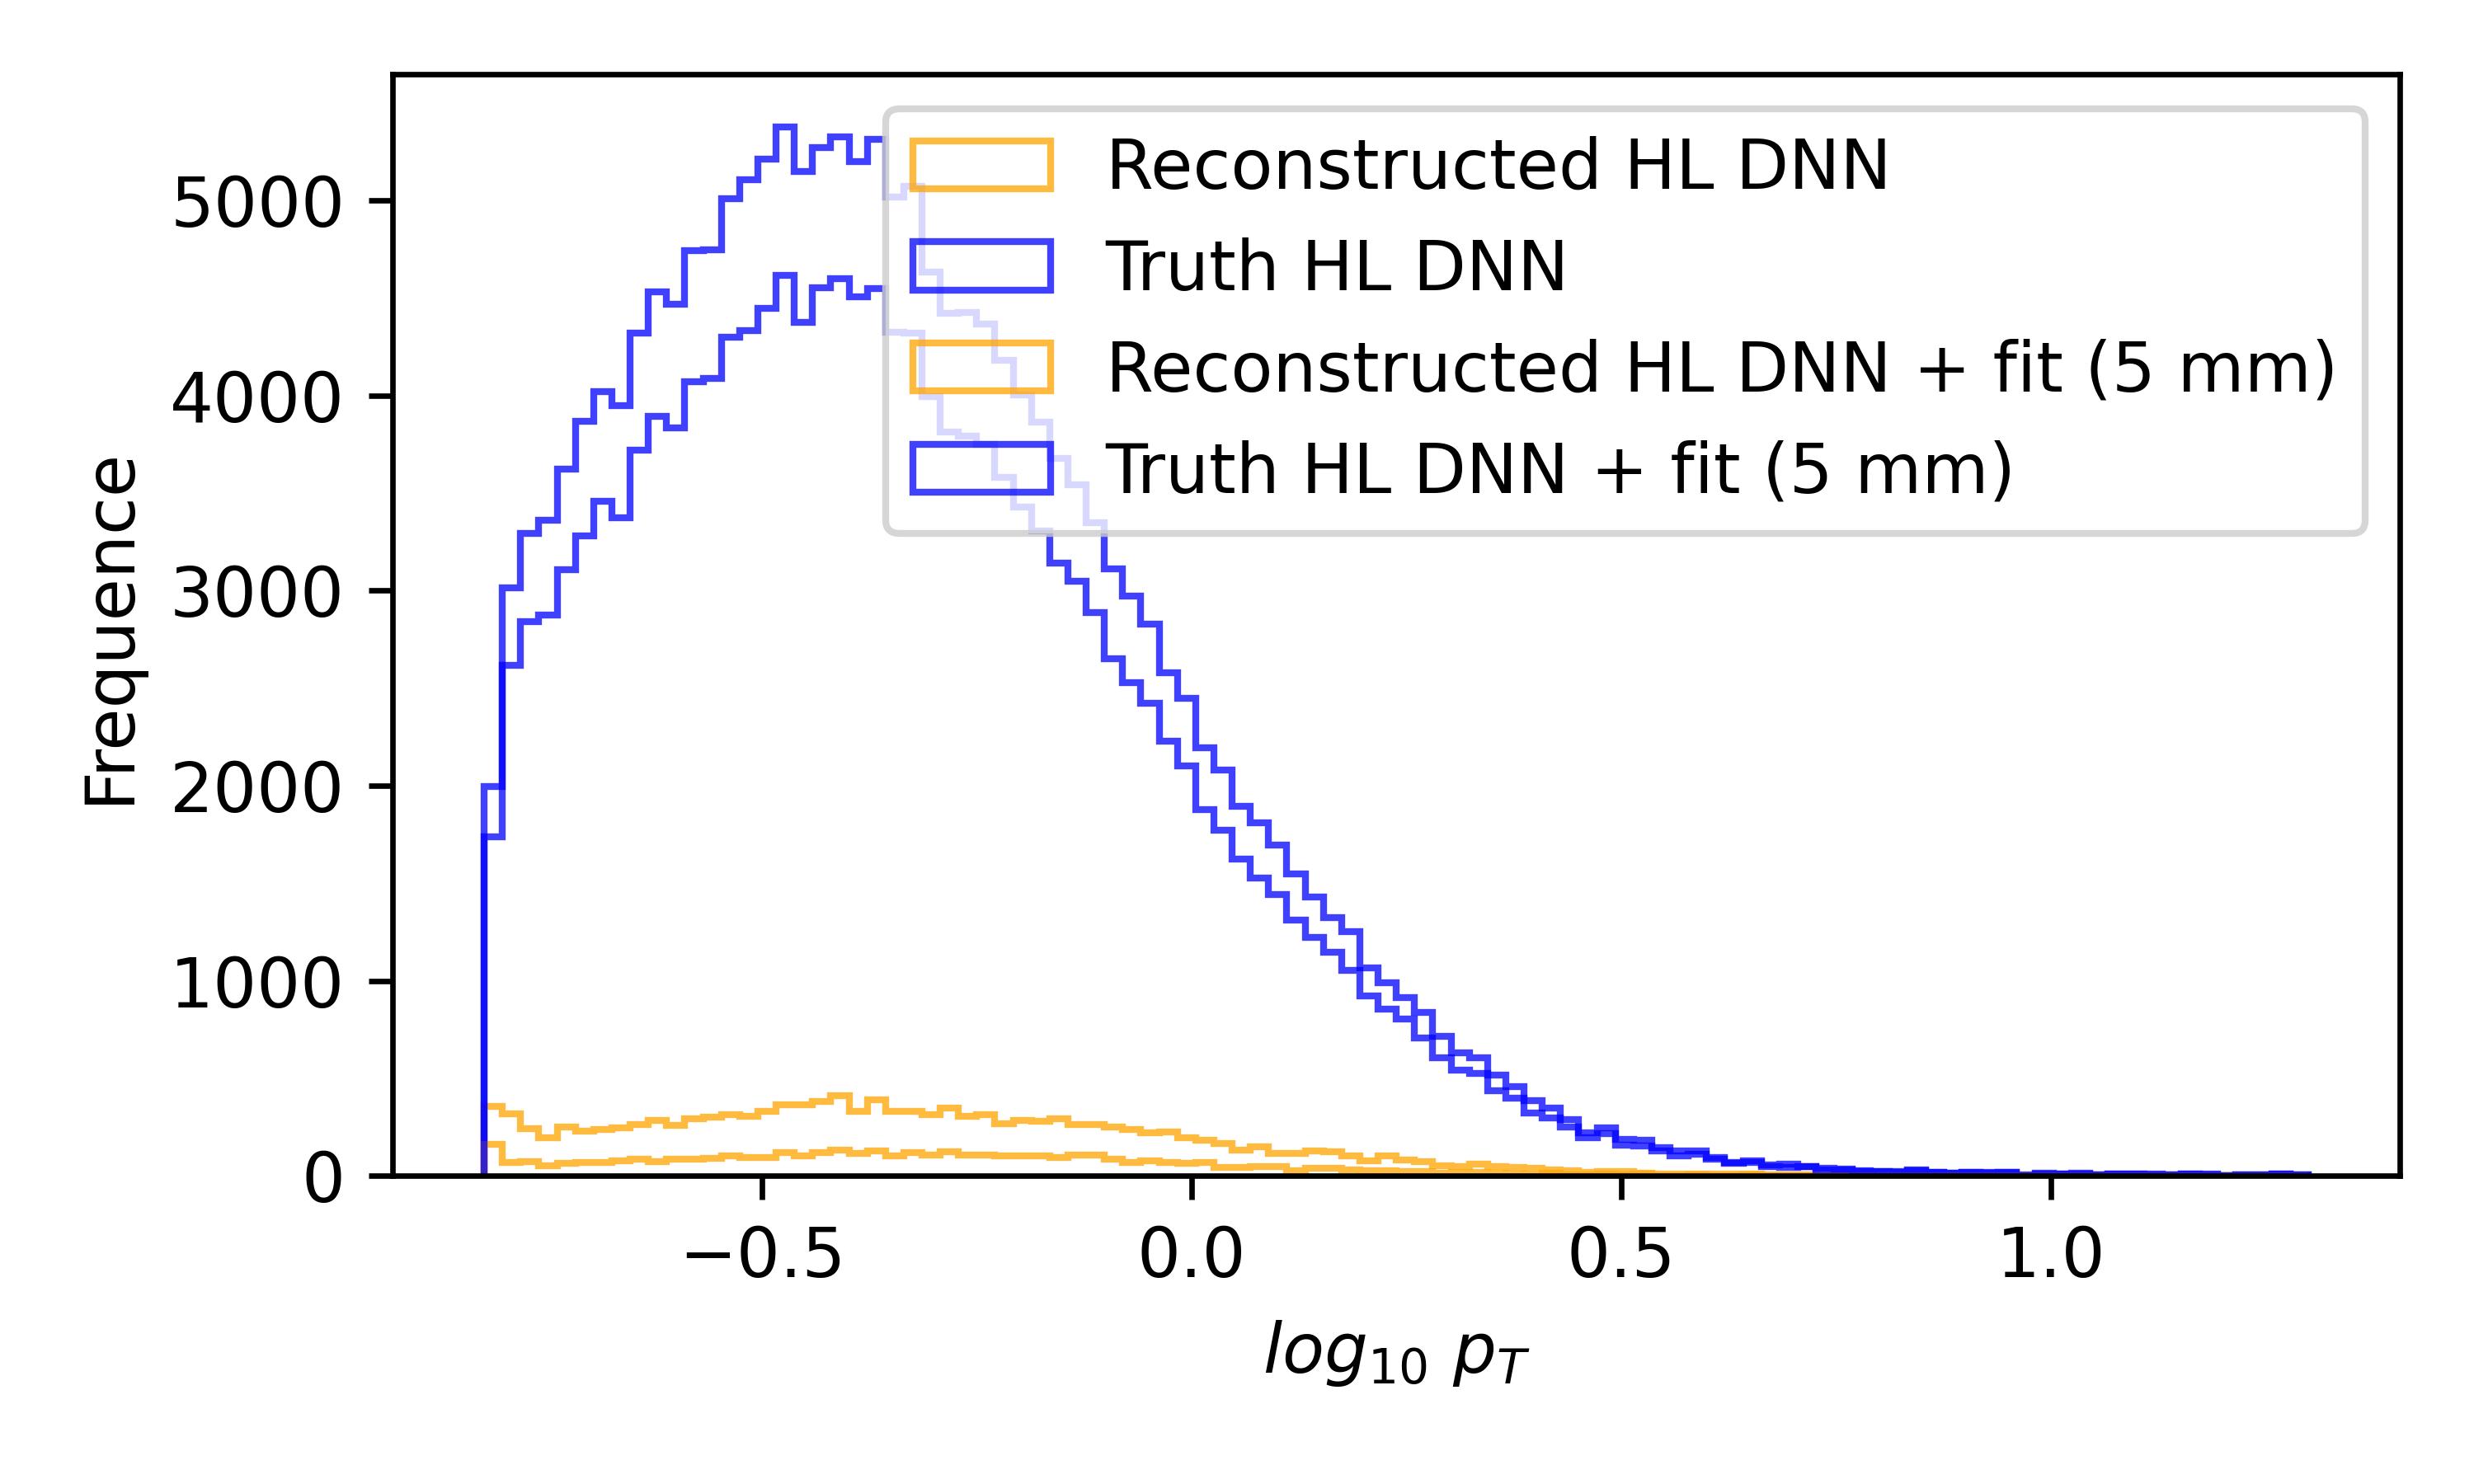 Reconstructed HL DNN
Truth HL DNN
Reconstructed HL DNN + fit (5 mm)
Truth HL DNN + fit (5 mm)
Frequence
5000
4000
3000
2000
1000
0
−0.5 0.0 0.5 1.0
log₁₀ p_T